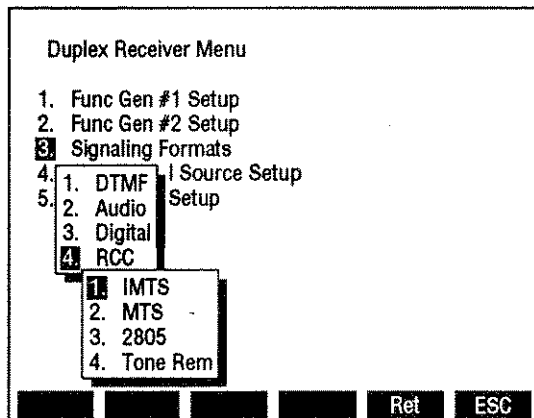 Duplex Receiver Menu
1. Func Gen #1 Setup
2. Func Gen #2 Setup
3. Signaling Formats
4. l Source Setup
5. Setup
1. DTMF
2. Audio
3. Digital
4. RCC
1. IMTS
2. MTS
3. 2805
4. Tone Rem
Ret ESC